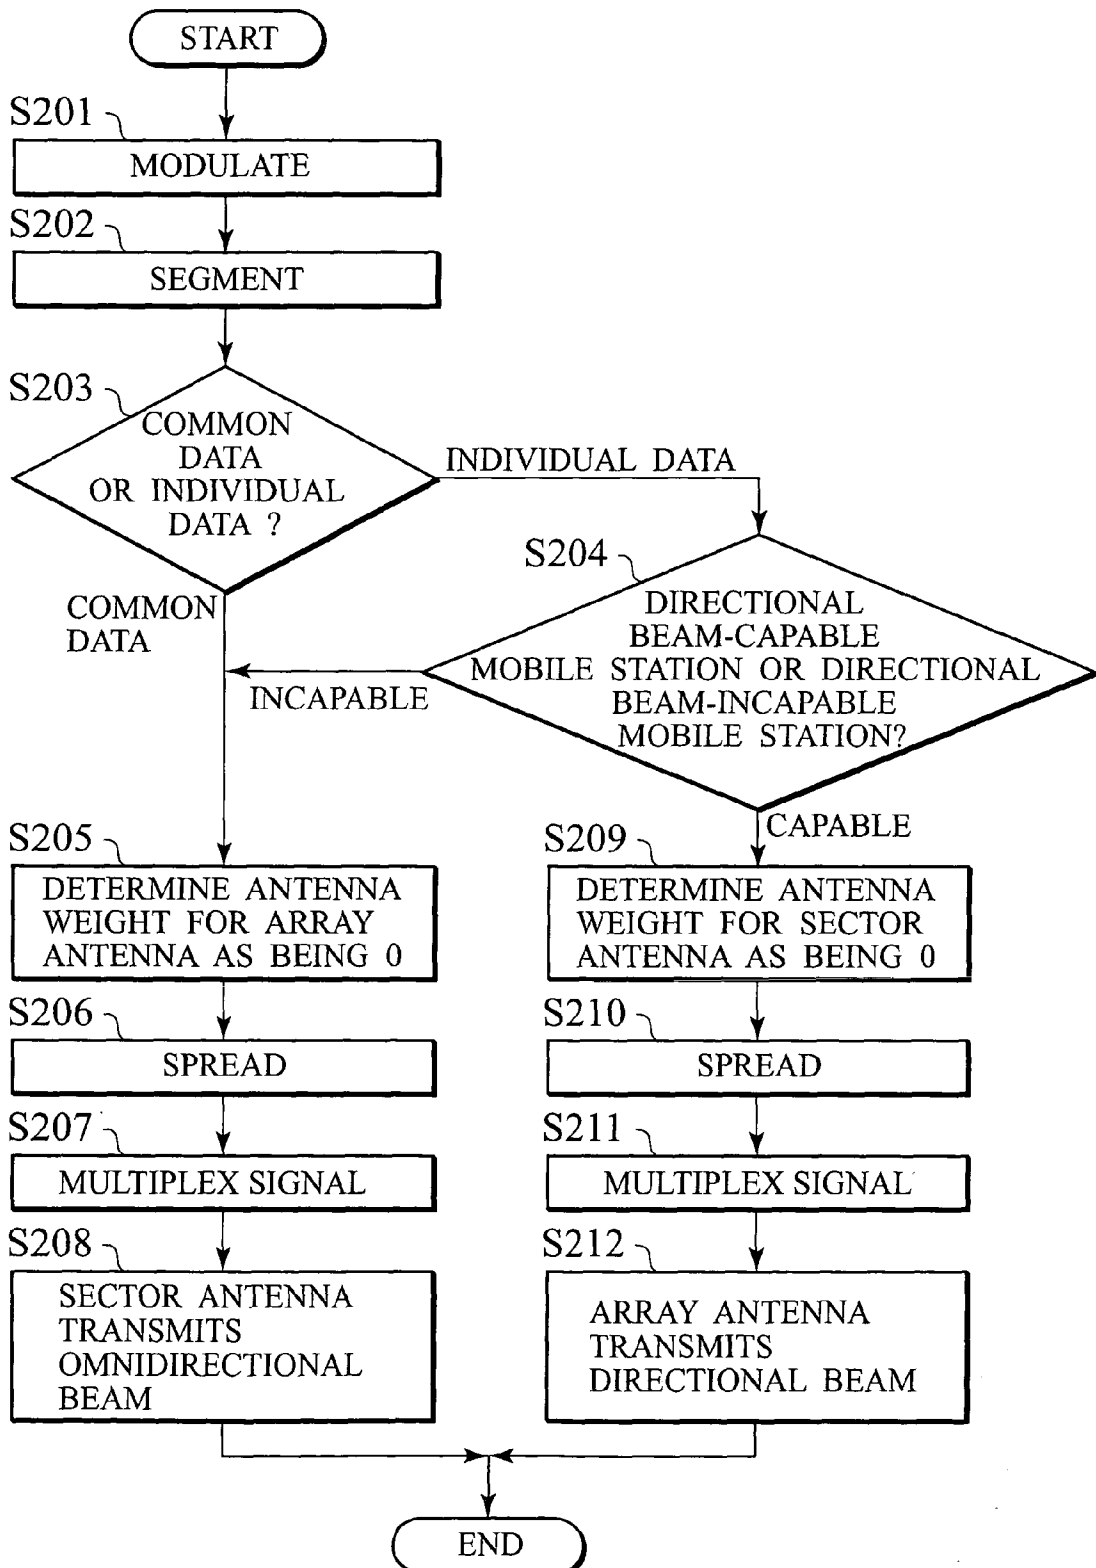 START
S201
MODULATE
S202
SEGMENT
S203
COMMON
DATA
OR INDIVIDUAL
DATA ?
INDIVIDUAL DATA
COMMON
DATA
S204
DIRECTIONAL
BEAM-CAPABLE
MOBILE STATION OR DIRECTIONAL
BEAM-INCAPABLE
MOBILE STATION?
INCAPABLE
CAPABLE
S205
DETERMINE ANTENNA
WEIGHT FOR ARRAY
ANTENNA AS BEING 0
S206
SPREAD
S207
MULTIPLEX SIGNAL
S208
SECTOR ANTENNA
TRANSMITS
OMNIDIRECTIONAL
BEAM
S209
DETERMINE ANTENNA
WEIGHT FOR SECTOR
ANTENNA AS BEING 0
S210
SPREAD
S211
MULTIPLEX SIGNAL
S212
ARRAY ANTENNA
TRANSMITS
DIRECTIONAL BEAM
END